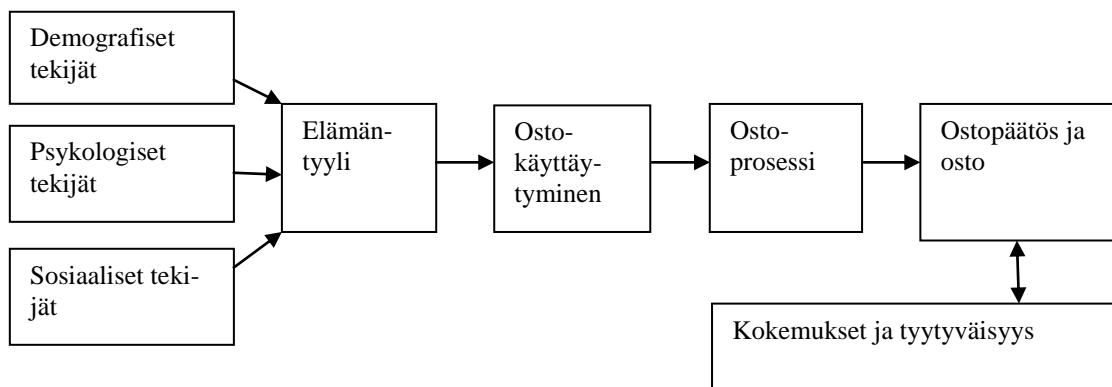 Demografiset
tekijät
Psykologiset
tekijät
Sosiaaliset teki-
jät
Elämän-
tyyli
Osto-
käyttäy-
tyminen
Osto-
prosessi
Ostopäätös ja
osto
Kokemukset ja tyytyväisyys